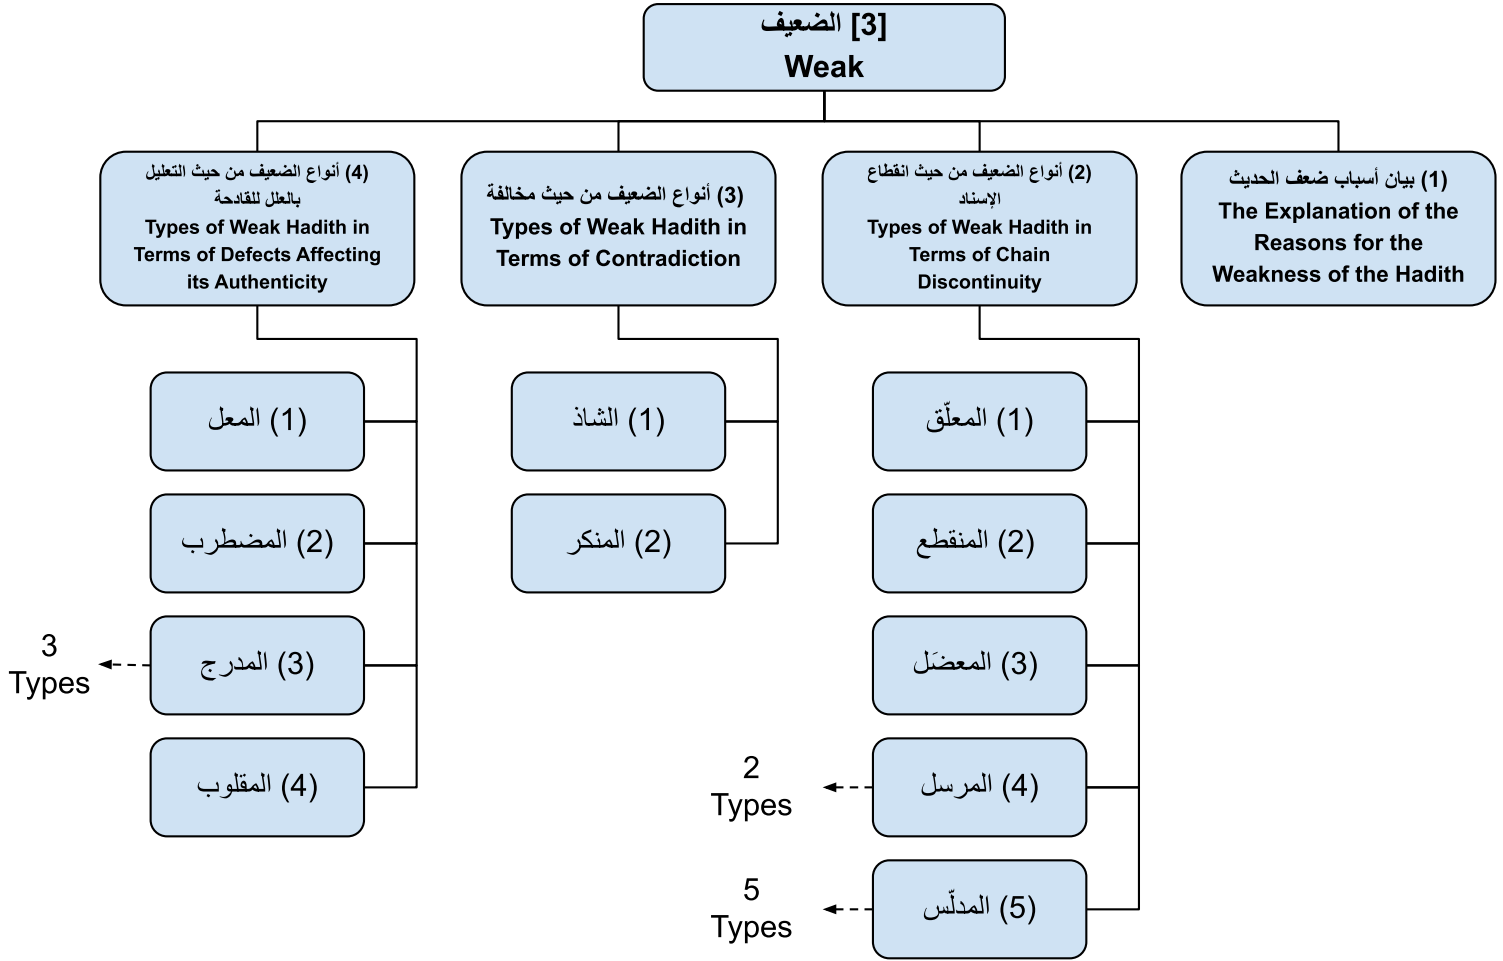 [3] الضعيف
Weak
(1) بيان أسباب ضعف الحديث
The Explanation of the
Reasons for the
Weakness of the Hadith
(2) أنواع الضعيف من حيث انقطاع
الإسناد
Types of Weak Hadith in
Terms of Chain
Discontinuity
(1) المعلّق
(2) المنقطع
(3) المعضَل
(4) المرسل
2
Types
(5) المدلّس
5
Types
(3) أنواع الضعيف من حيث مخالفة
Types of Weak Hadith in
Terms of Contradiction
(1) الشاذ
(2) المنكر
(4) أنواع الضعيف من حيث التعليل
بالعلل للقادحة
Types of Weak Hadith in
Terms of Defects Affecting
its Authenticity
(1) المعل
(2) المضطرب
(3) المدرج
3
Types
(4) المقلوب